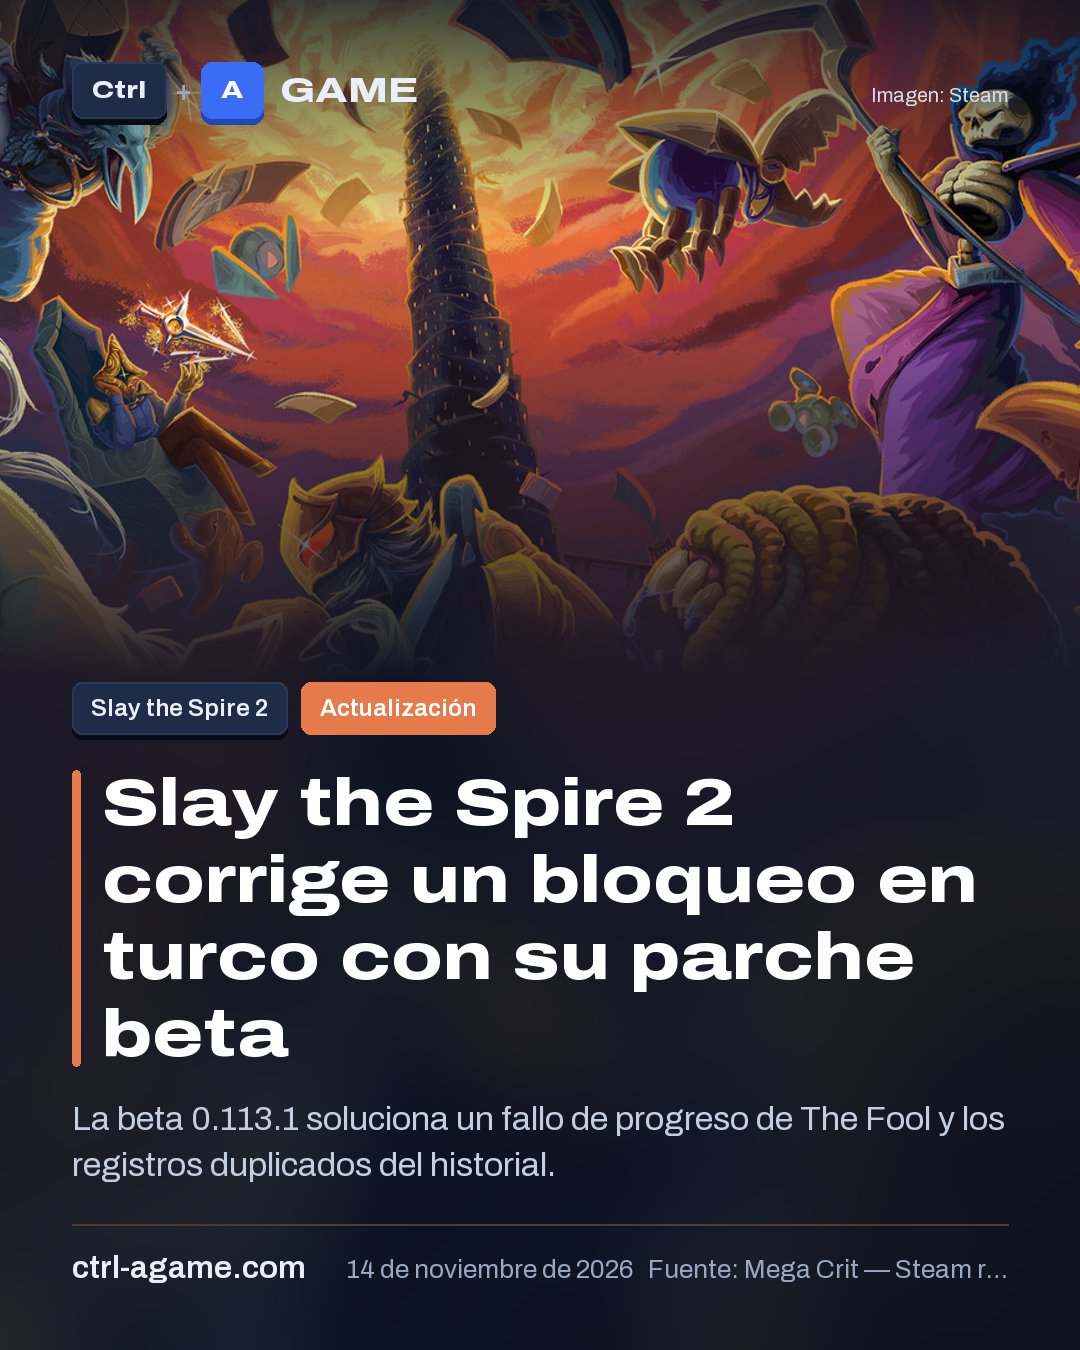 Ctrl + A GAME
Imagen: Steam
Slay the Spire 2
Actualización
Slay the Spire 2
corrige un bloqueo en
turco con su parche
beta
La beta 0.113.1 soluciona un fallo de progreso de The Fool y los
registros duplicados del historial.
ctrl-agame.com
14 de noviembre de 2026 Fuente: Mega Crit — Steam r...